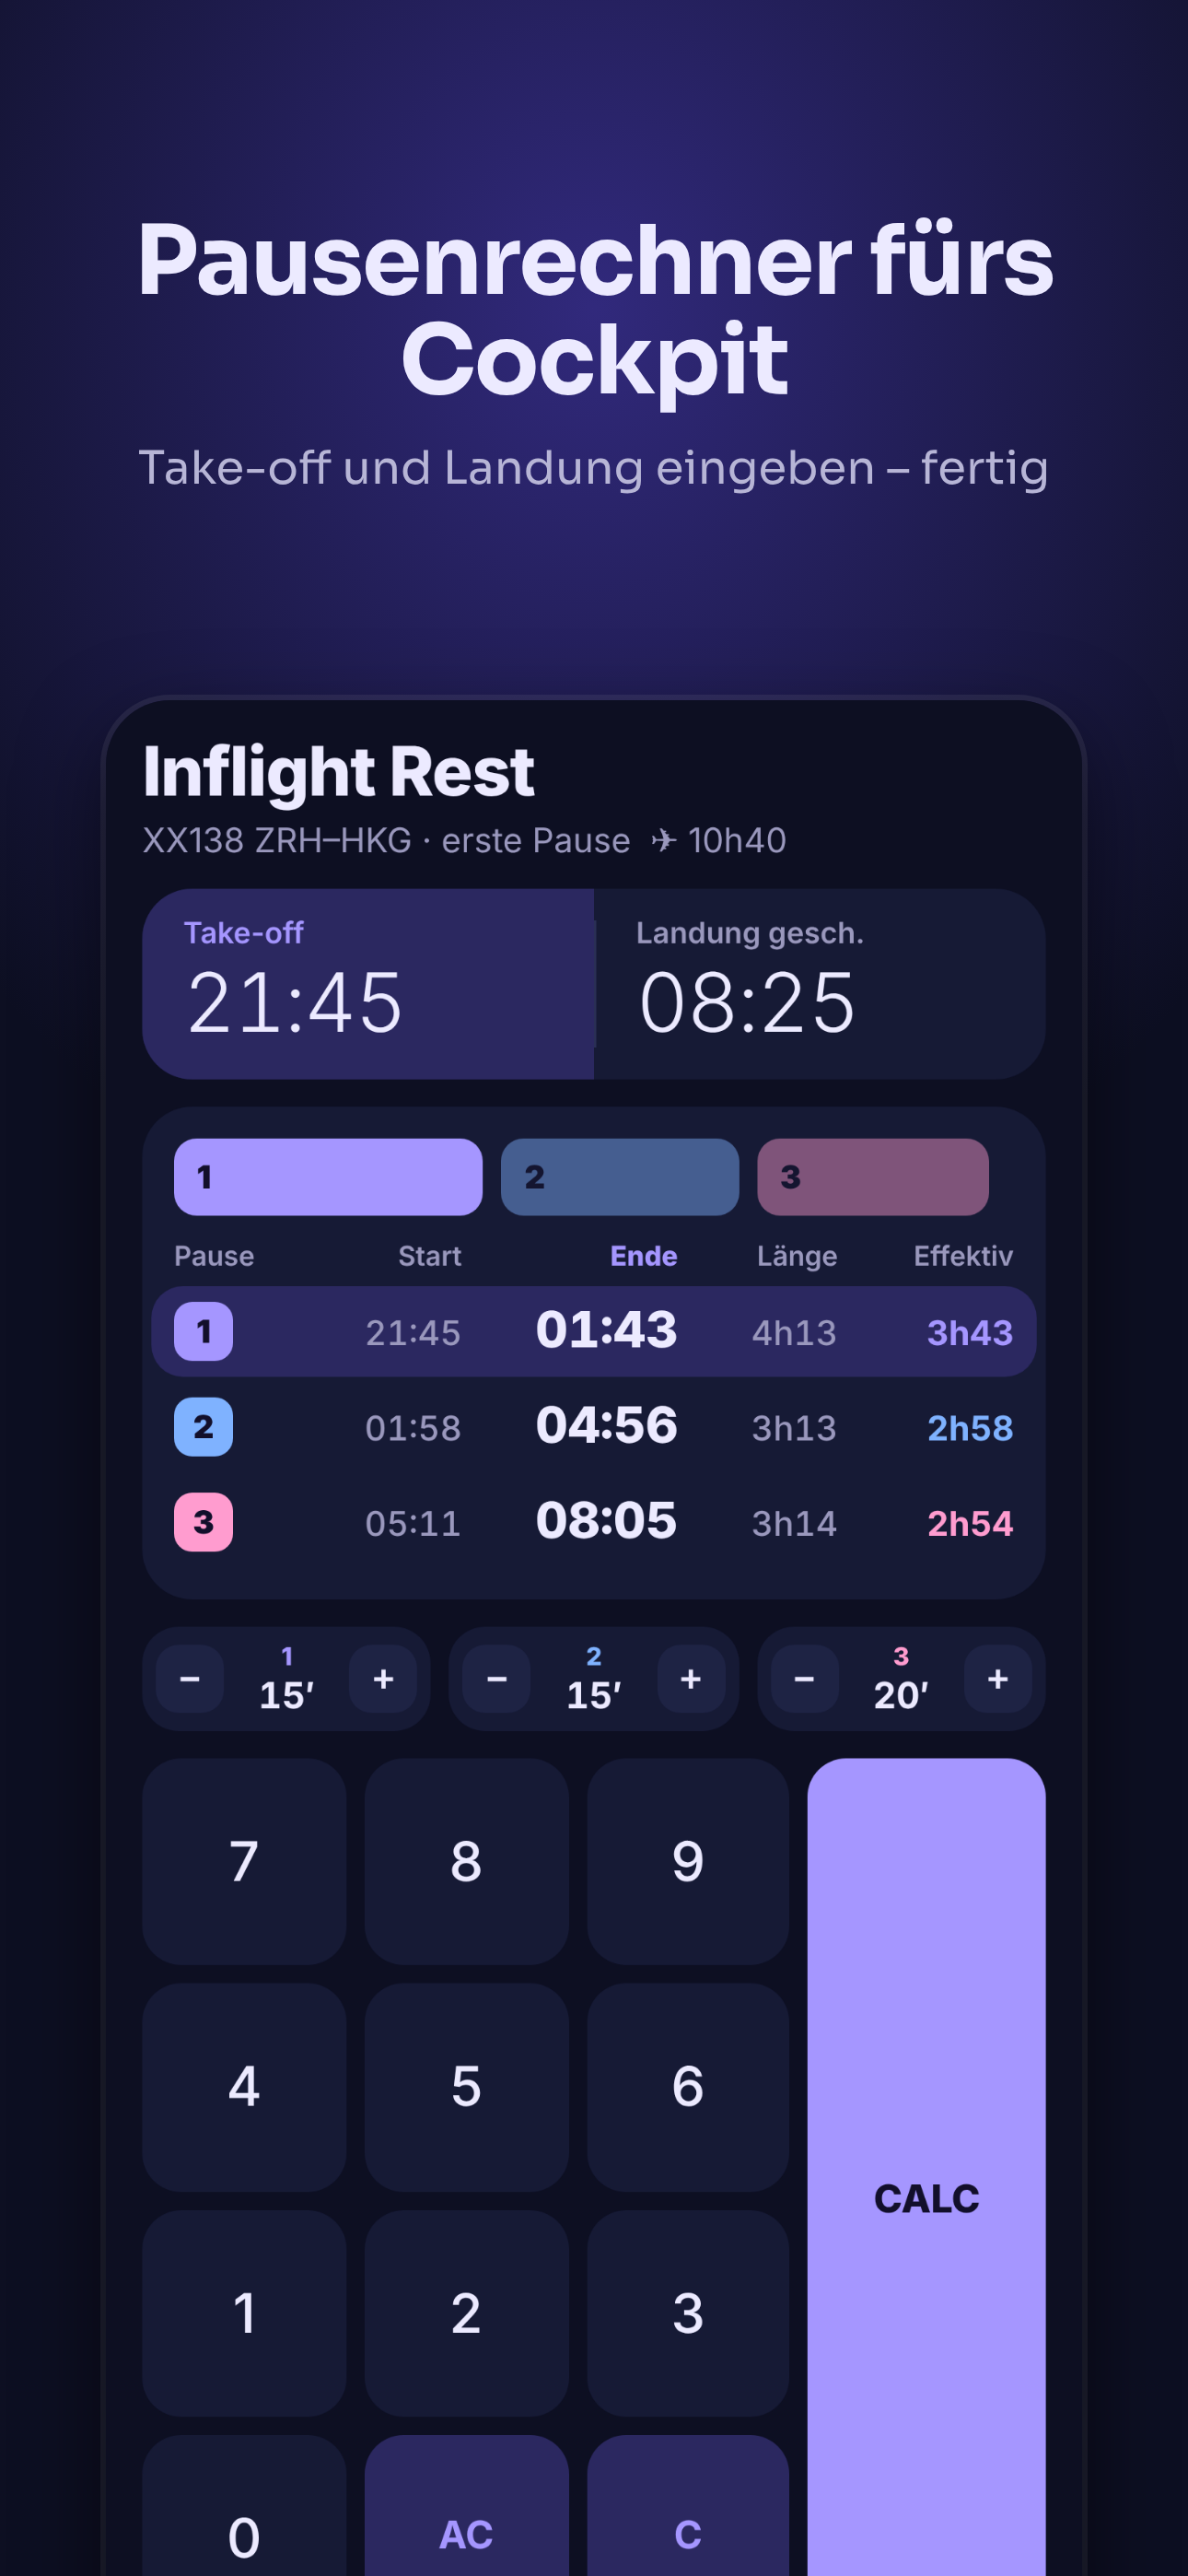 Pausenrechner fürs
Cockpit
Take-off und Landung eingeben – fertig
Inflight Rest
XX138 ZRH–HKG · erste Pause ✈ 10h40
Take-off Landung gesch.
21:45 08:25
1 2 3
Pause Start Ende Länge Effektiv
1 21:45 01:43 4h13 3h43
2 01:58 04:56 3h13 2h58
3 05:11 08:05 3h14 2h54
1 2 3
− 15′ + − 15′ + − 20′ +
7 8 9
4 5 6
CALC
1 2 3
0 AC C